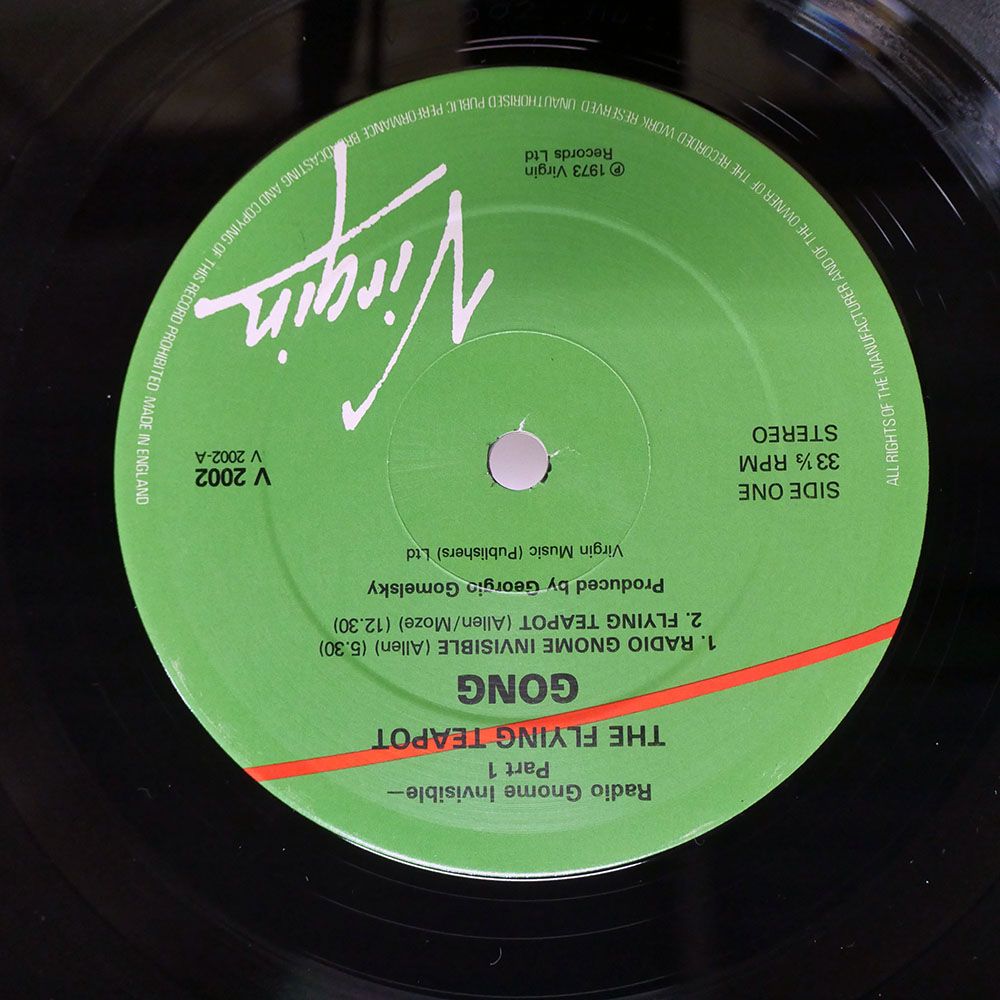 Radio Gnome Invisible—
Part 1
THE FLYING TEAPOT
GONG
1. RADIO GNOME INVISIBLE (Allen) (5.30)
2. FLYING TEAPOT (Allen/Moze) (12.30)
Produced by Georgio Gomelsky
Virgin Music (Publishers) Ltd
SIDE ONE
33 ⅓ RPM
STEREO
V 2002
V 2002-A
Virgin
℗ 1973 Virgin
Records Ltd
ALL RIGHTS OF THE MANUFACTURER AND OF THE OWNER OF THE RECORDED WORK RESERVED UNAUTHORISED PUBLIC PERFORMANCE BROADCASTING AND COPYING OF THIS RECORD PROHIBITED MADE IN ENGLAND